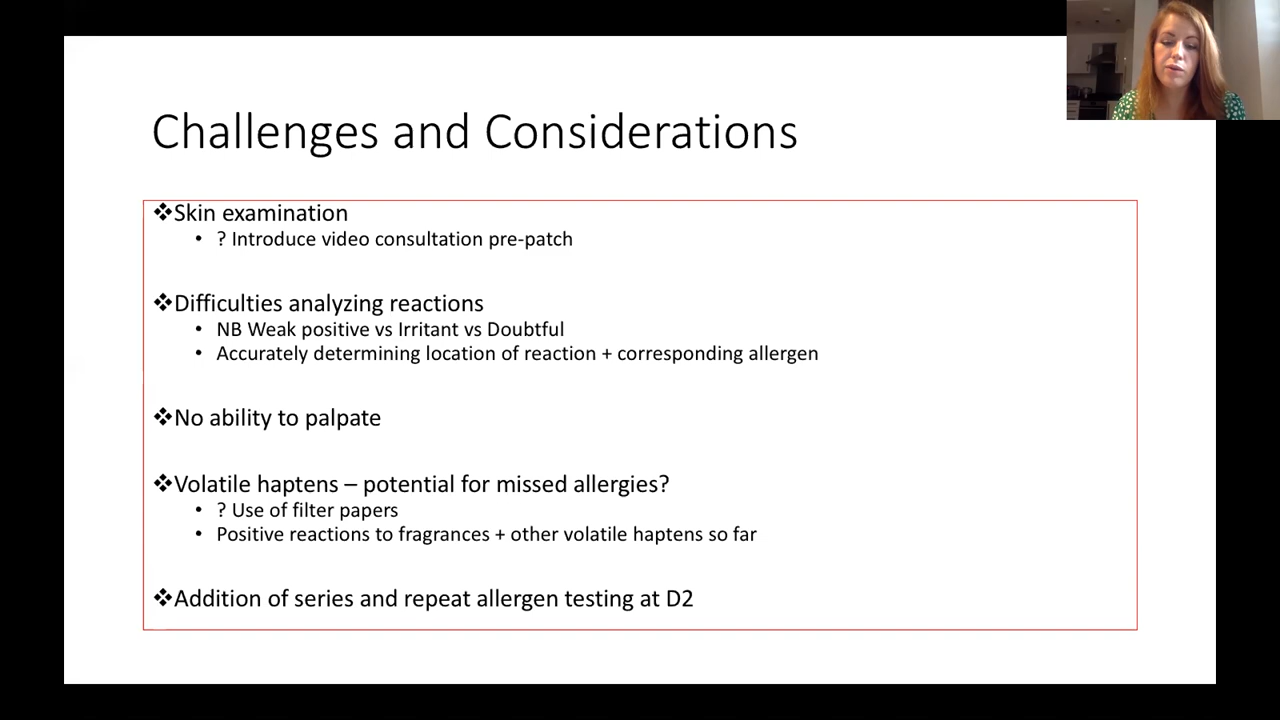 Challenges and Considerations
❖Skin examination
• ? Introduce video consultation pre-patch
❖Difficulties analyzing reactions
• NB Weak positive vs Irritant vs Doubtful
• Accurately determining location of reaction + corresponding allergen
❖No ability to palpate
❖Volatile haptens – potential for missed allergies?
• ? Use of filter papers
• Positive reactions to fragrances + other volatile haptens so far
❖Addition of series and repeat allergen testing at D2